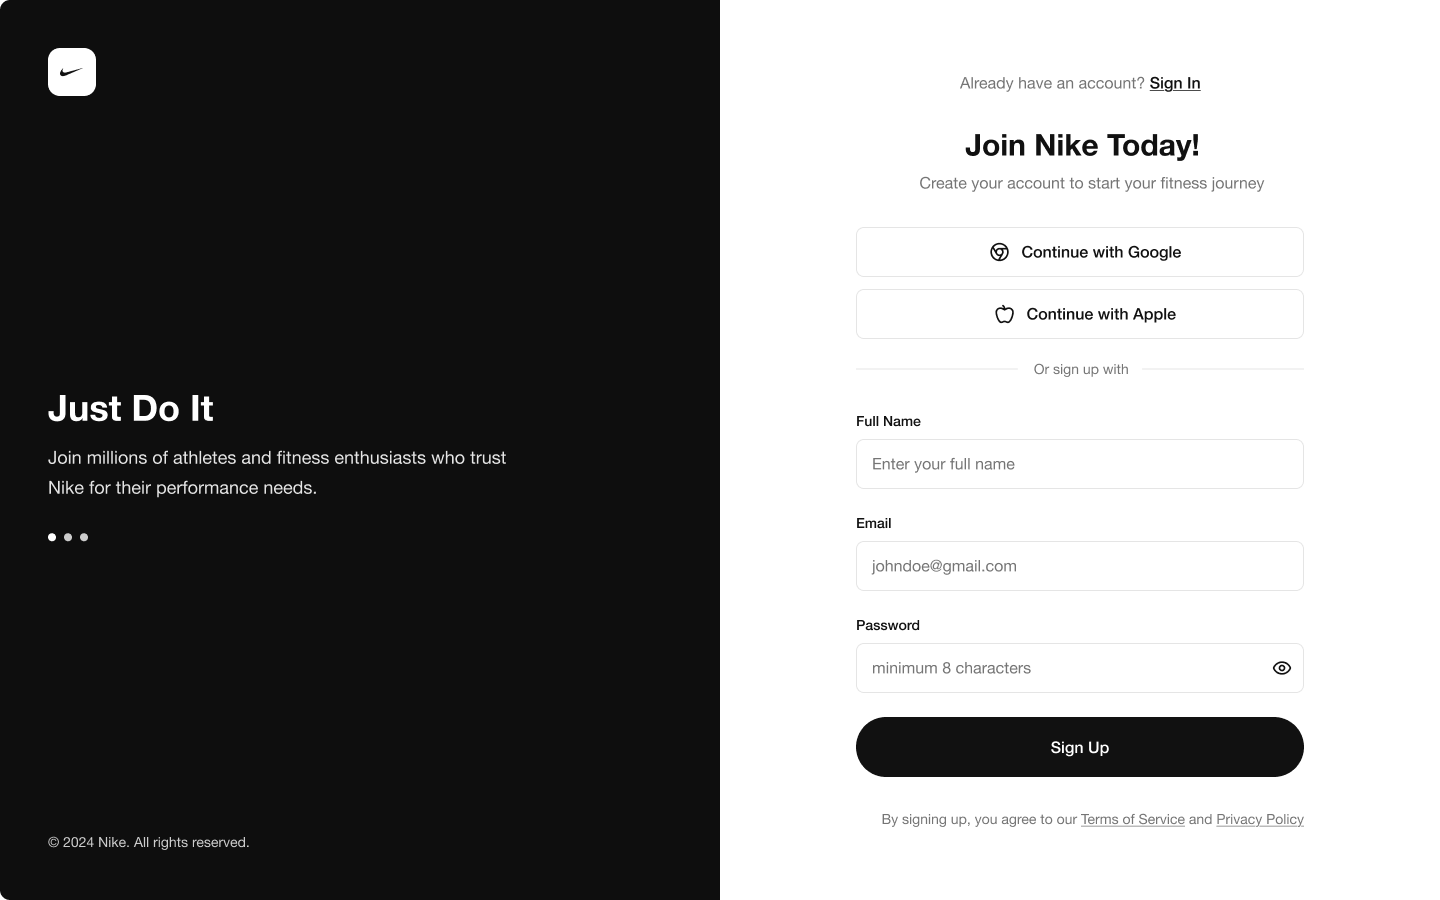 Just Do It
Join millions of athletes and fitness enthusiasts who trust
Nike for their performance needs.
© 2024 Nike. All rights reserved.
Already have an account? Sign In
Join Nike Today!
Create your account to start your fitness journey
Continue with Google
Continue with Apple
Or sign up with
Full Name
Enter your full name
Email
johndoe@gmail.com
Password
minimum 8 characters
Sign Up
By signing up, you agree to our Terms of Service and Privacy Policy